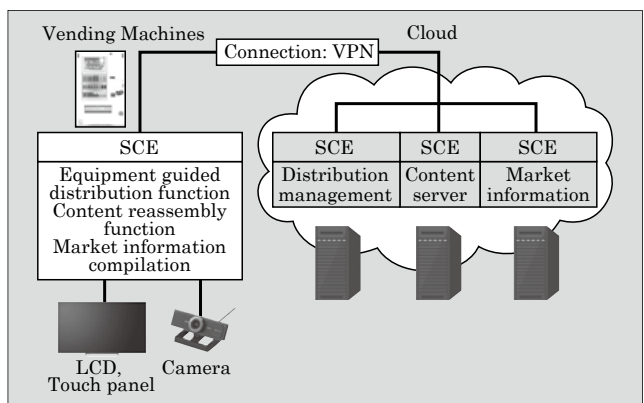 Vending Machines
Connection: VPN
Cloud
SCE
Equipment guided
distribution function
Content reassembly
function
Market information
compilation
SCE
Distribution
management
SCE
Content
server
SCE
Market
information
LCD,
Touch panel
Camera